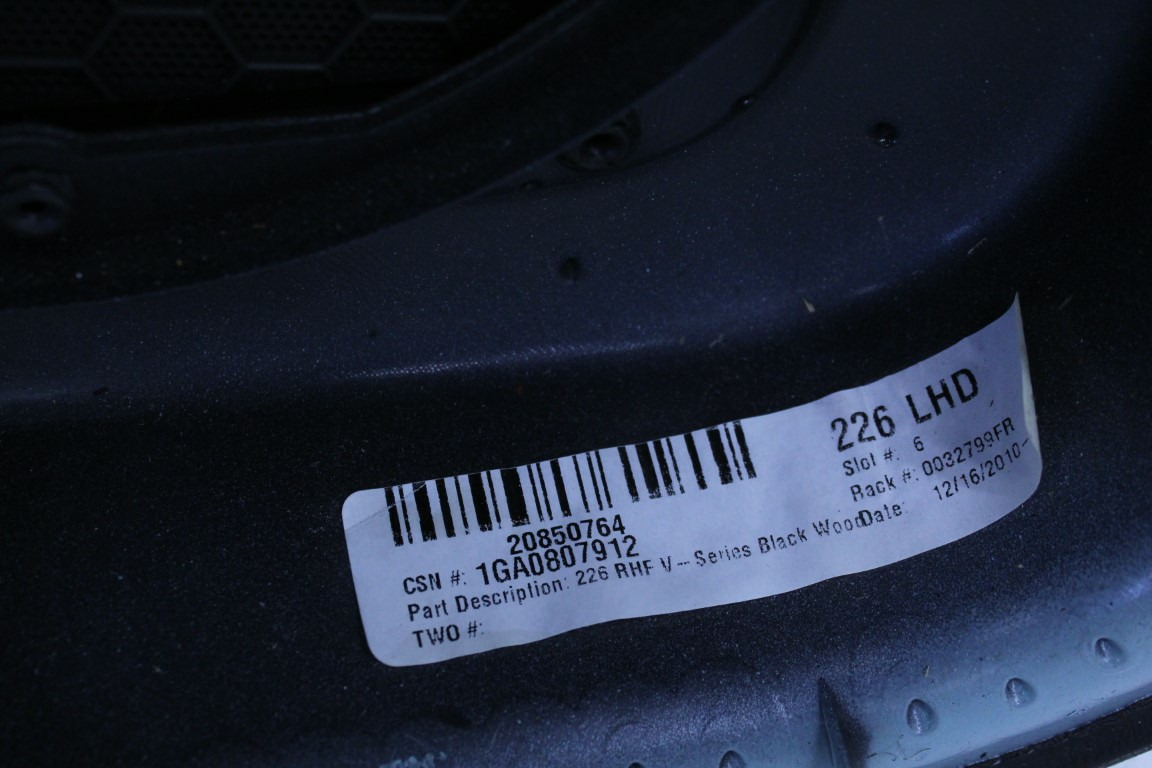 20850764
CSN #: 1GA0807912
Part Description: 226 RHF V-Series Black Wood
TWO #:
226 LHD
Slot #: 6
Rack #: 0032799FR
Date: 12/16/2010-